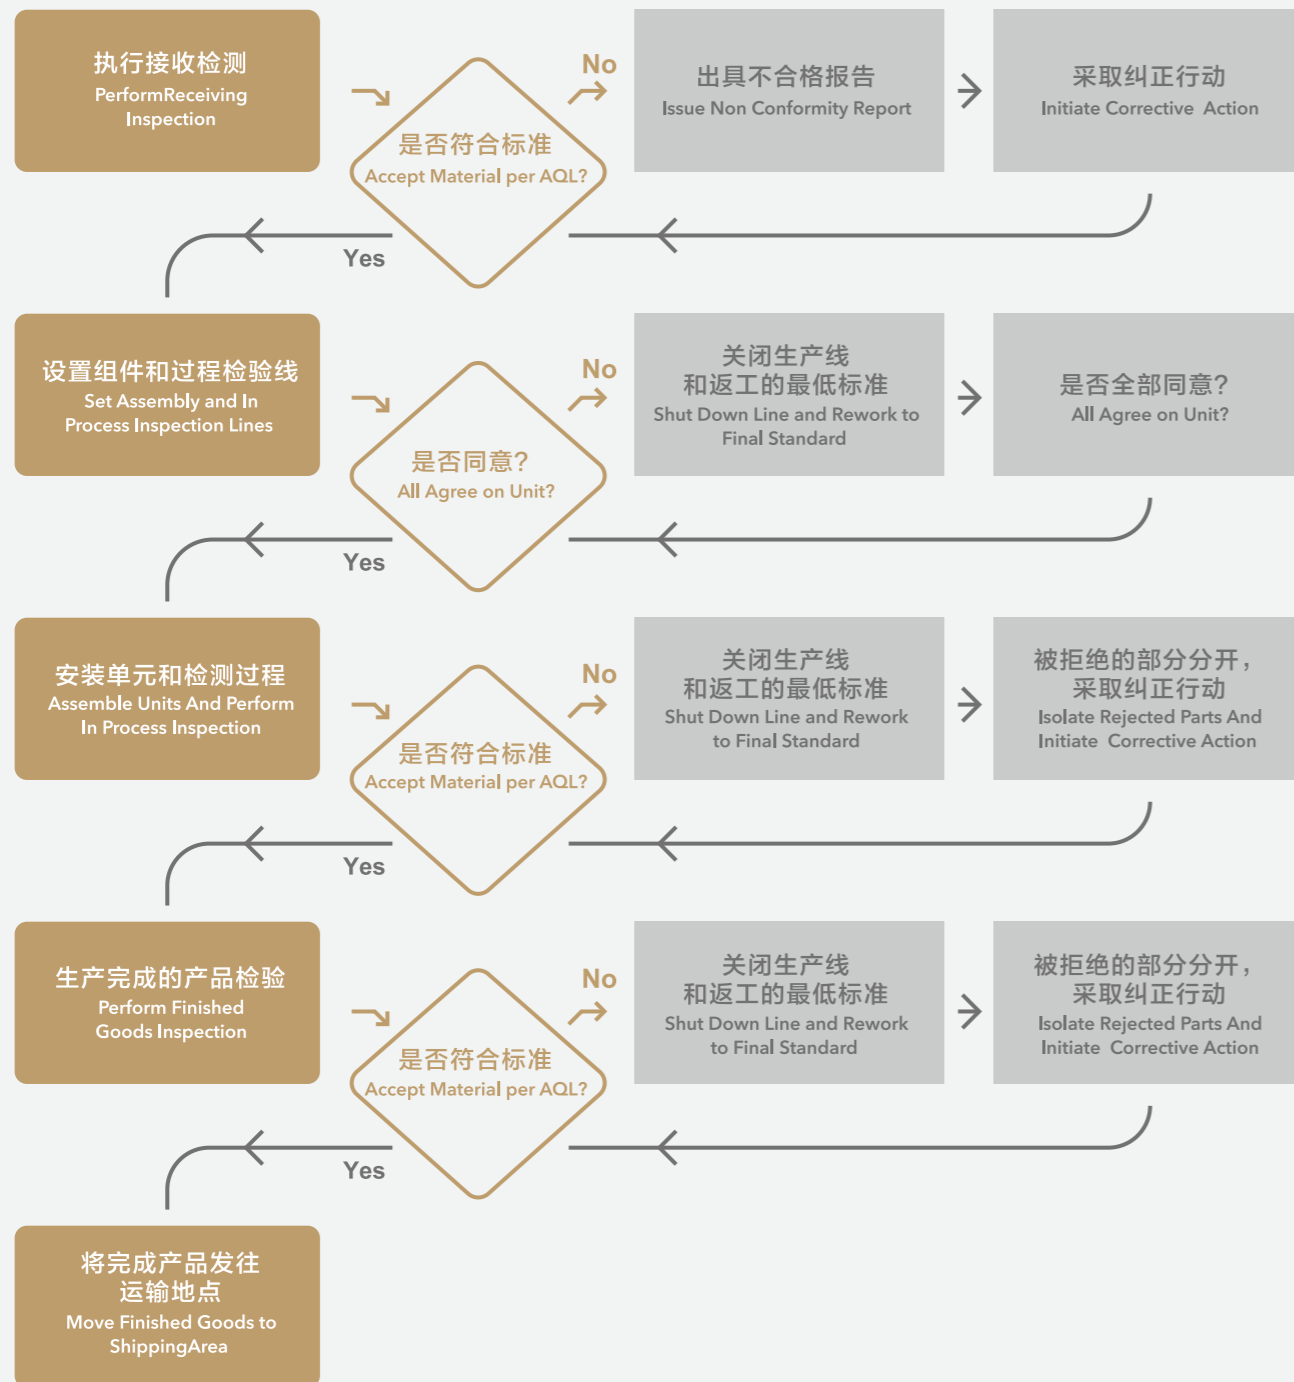 执行接收检测
PerformReceiving
Inspection
是否符合标准
Accept Material per AQL?
No
出具不合格报告
Issue Non Conformity Report
采取纠正行动
Initiate Corrective Action
Yes
设置组件和过程检验线
Set Assembly and In
Process Inspection Lines
是否同意?
All Agree on Unit?
No
关闭生产线
和返工的最低标准
Shut Down Line and Rework to
Final Standard
是否全部同意?
All Agree on Unit?
Yes
安装单元和检测过程
Assemble Units And Perform
In Process Inspection
是否符合标准
Accept Material per AQL?
No
关闭生产线
和返工的最低标准
Shut Down Line and Rework
to Final Standard
被拒绝的部分分开，
采取纠正行动
Isolate Rejected Parts And
Initiate Corrective Action
Yes
生产完成的产品检验
Perform Finished
Goods Inspection
是否符合标准
Accept Material per AQL?
No
关闭生产线
和返工的最低标准
Shut Down Line and Rework
to Final Standard
被拒绝的部分分开，
采取纠正行动
Isolate Rejected Parts And
Initiate Corrective Action
Yes
将完成产品发往
运输地点
Move Finished Goods to
ShippingArea